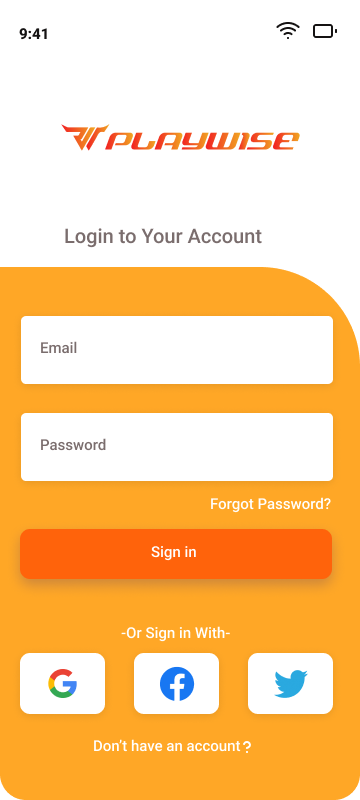 9:41
PLAYWISE
Login to Your Account
Email
Password
Forgot Password?
Sign in
-Or Sign in With-
Don't have an account?